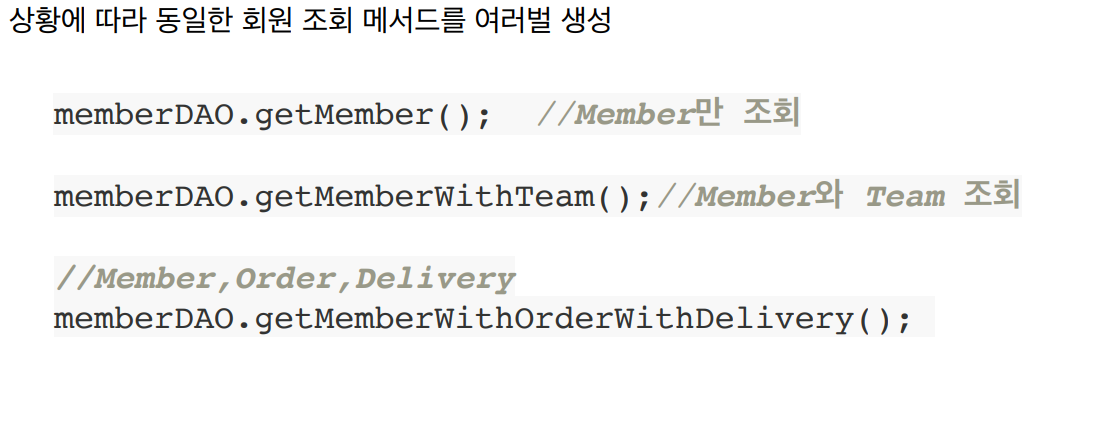 상황에 따라 동일한 회원 조회 메서드를 여러벌 생성
memberDAO.getMember();  //Member만 조회
memberDAO.getMemberWithTeam();//Member와 Team 조회
//Member,Order,Delivery
memberDAO.getMemberWithOrderWithDelivery();